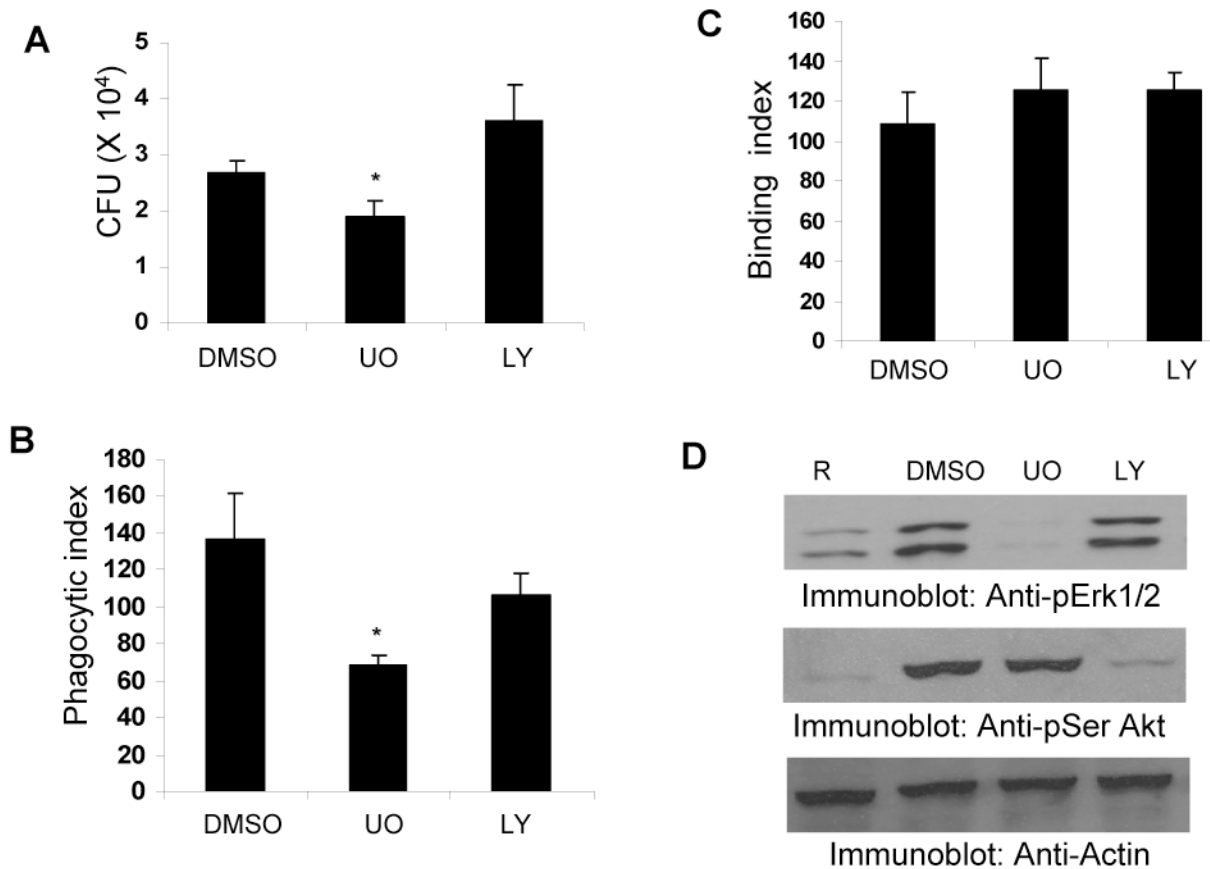 A
CFU (X 10⁴)
5
4
3
2
1
0
*
DMSO UO LY
B
Phagocytic index
180
160
140
120
100
80
60
40
20
0
*
DMSO UO LY
C
Binding index
160
140
120
100
80
60
40
20
0
DMSO UO LY
D
R DMSO UO LY
Immunoblot: Anti-pErk1/2
Immunoblot: Anti-pSer Akt
Immunoblot: Anti-Actin